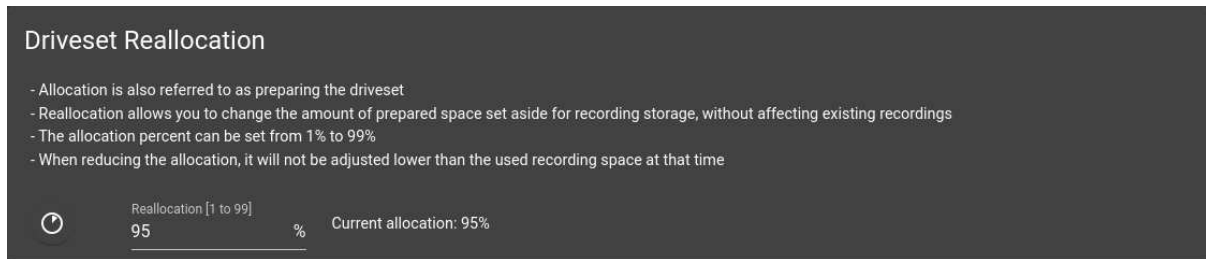 Driveset Reallocation
- Allocation is also referred to as preparing the driveset
- Reallocation allows you to change the amount of prepared space set aside for recording storage, without affecting existing recordings
- The allocation percent can be set from 1% to 99%
- When reducing the allocation, it will not be adjusted lower than the used recording space at that time
Reallocation [1 to 99]
95 % Current allocation: 95%